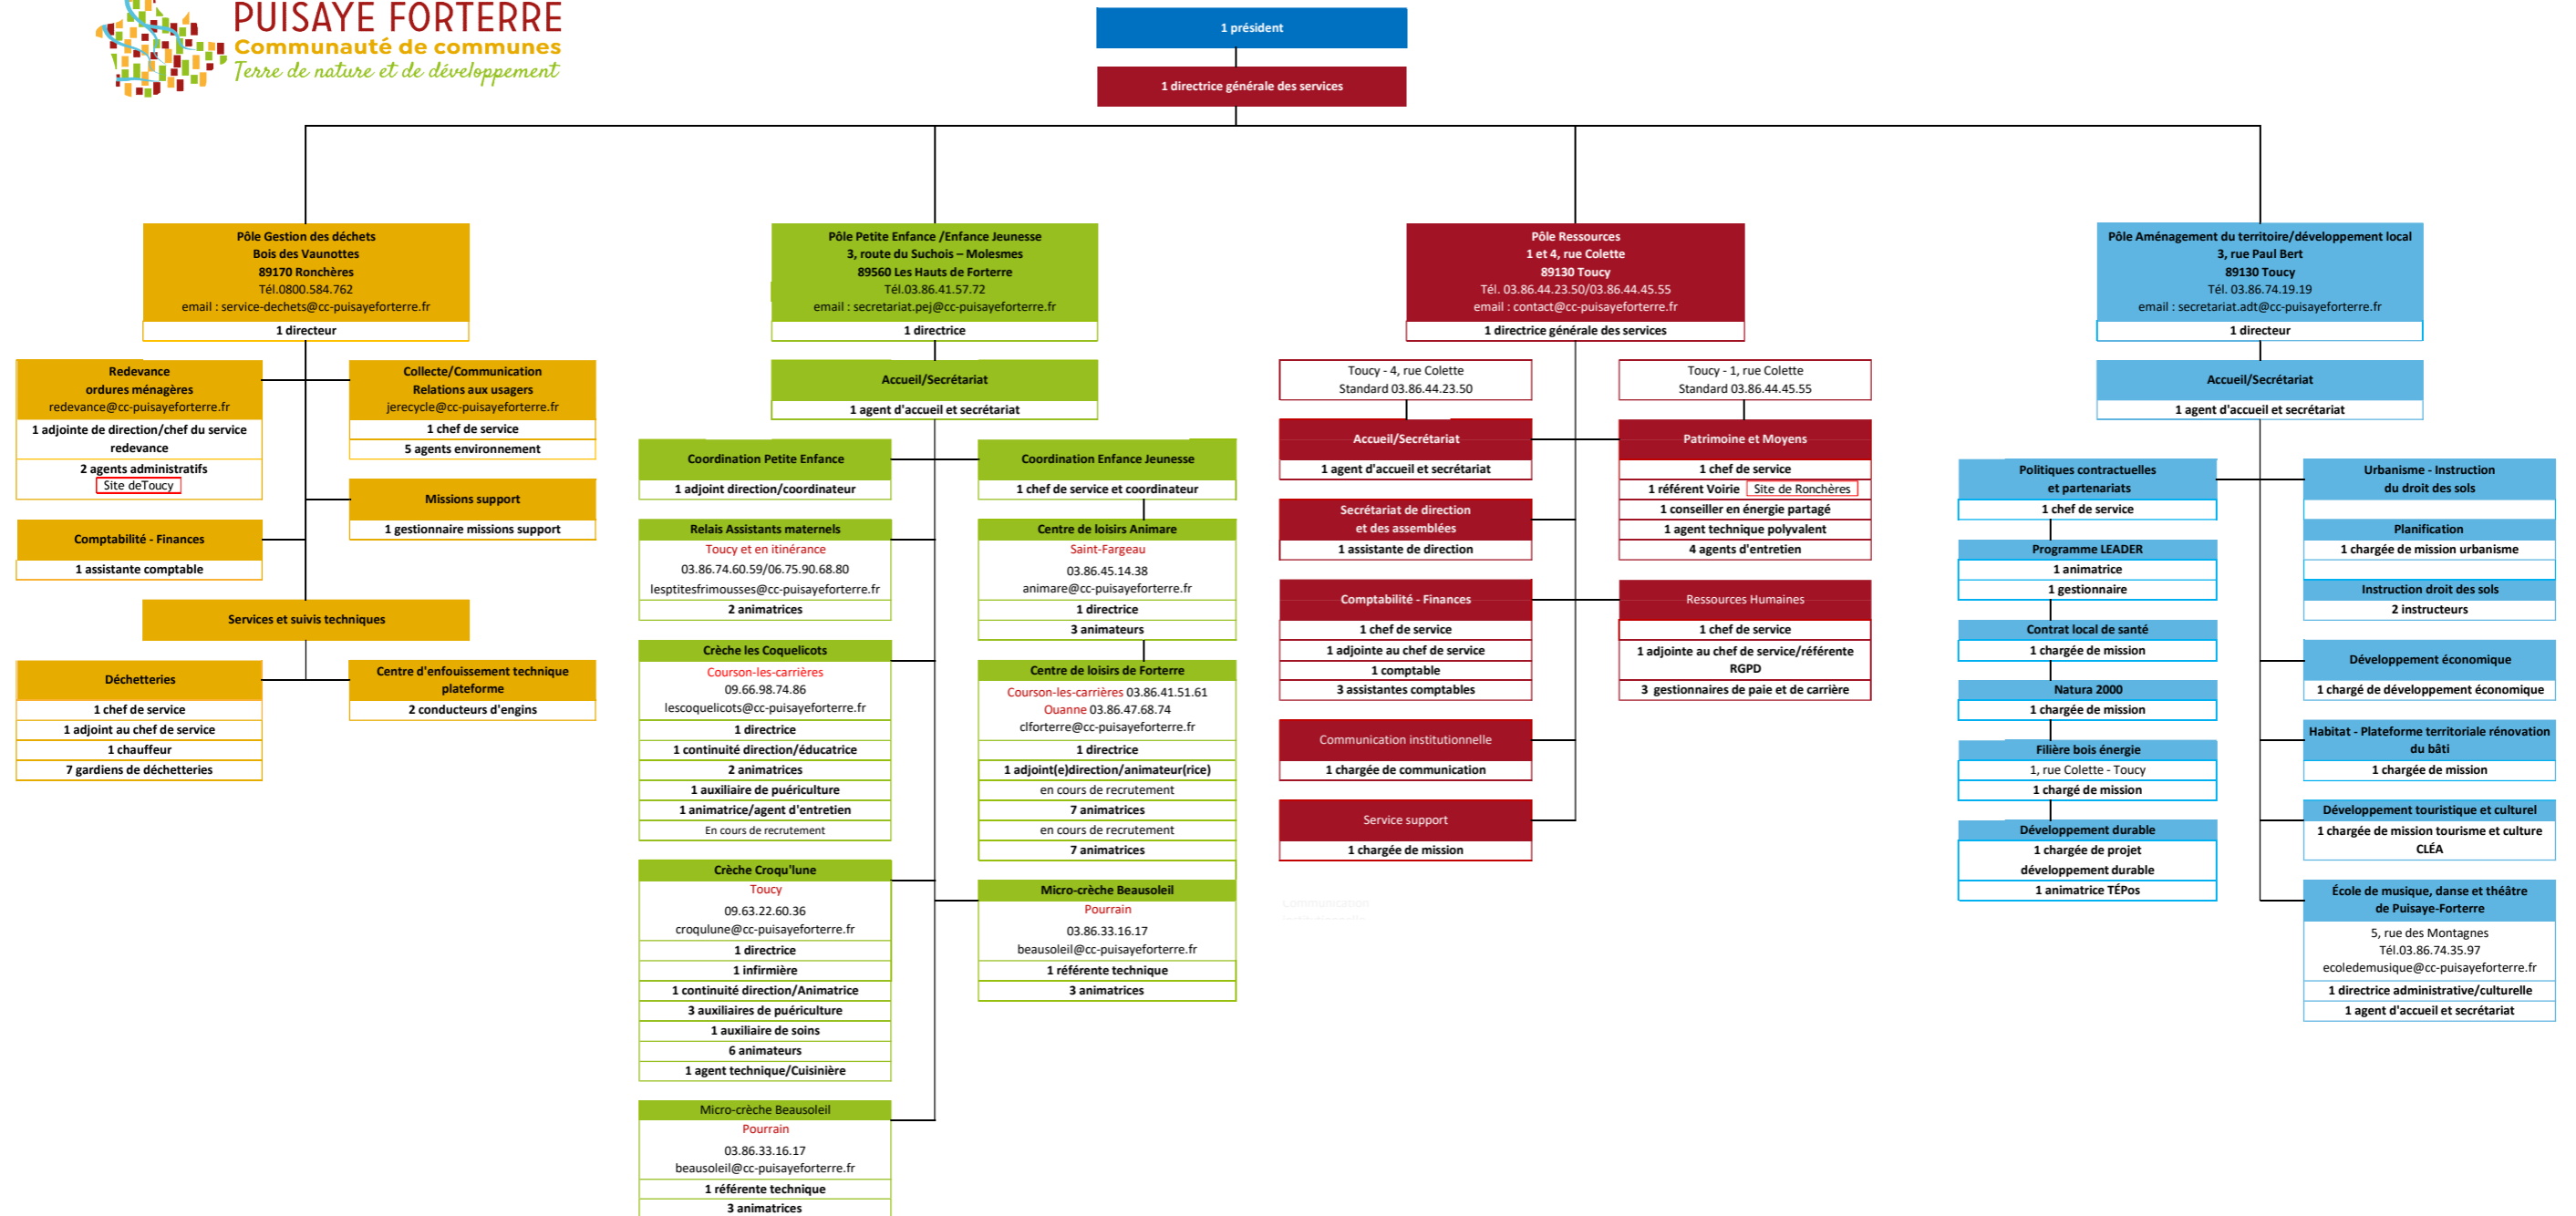 PUISAYE FORTERRE
Communauté de communes
Terre de nature et de développement
1 président
1 directrice générale des services
Pôle Gestion des déchets
Bois des Vaunottes
89170 Ronchères
Tél.0800.584.762
email : service-dechets@cc-puisayeforterre.fr
1 directeur
Redevance
ordures ménagères
redevance@cc-puisayeforterre.fr
1 adjointe de direction/chef du service
redevance
2 agents administratifs
Site deToucy
Collecte/Communication
Relations aux usagers
jerecycle@cc-puisayeforterre.fr
1 chef de service
5 agents environnement
Missions support
1 gestionnaire missions support
Comptabilité - Finances
1 assistante comptable
Services et suivis techniques
Déchetteries
1 chef de service
1 adjoint au chef de service
1 chauffeur
7 gardiens de déchetteries
Centre d'enfouissement technique
plateforme
2 conducteurs d'engins
Pôle Petite Enfance /Enfance Jeunesse
3, route du Suchois – Molesmes
89560 Les Hauts de Forterre
Tél.03.86.41.57.72
email : secretariat.pej@cc-puisayeforterre.fr
1 directrice
Accueil/Secrétariat
1 agent d'accueil et secrétariat
Coordination Petite Enfance
1 adjoint direction/coordinateur
Relais Assistants maternels
Toucy et en itinérance
03.86.74.60.59/06.75.90.68.80
lesptitesfrimousses@cc-puisayeforterre.fr
2 animatrices
Crèche les Coquelicots
Courson-les-carrières
09.66.98.74.86
lescoquelicots@cc-puisayeforterre.fr
1 directrice
1 continuité direction/éducatrice
2 animatrices
1 auxiliaire de puériculture
1 animatrice/agent d'entretien
En cours de recrutement
Crèche Croqu'lune
Toucy
09.63.22.60.36
croqulune@cc-puisayeforterre.fr
1 directrice
1 infirmière
1 continuité direction/Animatrice
3 auxiliaires de puériculture
1 auxiliaire de soins
6 animateurs
1 agent technique/Cuisinière
Micro-crèche Beausoleil
Pourrain
03.86.33.16.17
beausoleil@cc-puisayeforterre.fr
1 référente technique
3 animatrices
Coordination Enfance Jeunesse
1 chef de service et coordinateur
Centre de loisirs Animare
Saint-Fargeau
03.86.45.14.38
animare@cc-puisayeforterre.fr
1 directrice
3 animateurs
Centre de loisirs de Forterre
Courson-les-carrières 03.86.41.51.61
Ouanne 03.86.47.68.74
clforterre@cc-puisayeforterre.fr
1 directrice
1 adjoint(e)direction/animateur(rice)
en cours de recrutement
7 animatrices
en cours de recrutement
7 animatrices
Micro-crèche Beausoleil
Pourrain
03.86.33.16.17
beausoleil@cc-puisayeforterre.fr
1 référente technique
3 animatrices
Pôle Ressources
1 et 4, rue Colette
89130 Toucy
Tél. 03.86.44.23.50/03.86.44.45.55
email : contact@cc-puisayeforterre.fr
1 directrice générale des services
Toucy - 4, rue Colette
Standard 03.86.44.23.50
Accueil/Secrétariat
1 agent d'accueil et secrétariat
Secrétariat de direction
et des assemblées
1 assistante de direction
Comptabilité - Finances
1 chef de service
1 adjointe au chef de service
1 comptable
3 assistantes comptables
Communication institutionnelle
1 chargée de communication
Service support
1 chargée de mission
Communication
institutionnelle
Toucy - 1, rue Colette
Standard 03.86.44.45.55
Patrimoine et Moyens
1 chef de service
1 référent Voirie Site de Ronchères
1 conseiller en énergie partagé
1 agent technique polyvalent
4 agents d'entretien
Ressources Humaines
1 chef de service
1 adjointe au chef de service/référente
RGPD
3 gestionnaires de paie et de carrière
Pôle Aménagement du territoire/développement local
3, rue Paul Bert
89130 Toucy
Tél. 03.86.74.19.19
email : secretariat.adt@cc-puisayeforterre.fr
1 directeur
Accueil/Secrétariat
1 agent d'accueil et secrétariat
Politiques contractuelles
et partenariats
1 chef de service
Programme LEADER
1 animatrice
1 gestionnaire
Contrat local de santé
1 chargée de mission
Natura 2000
1 chargée de mission
Filière bois énergie
1, rue Colette - Toucy
1 chargé de mission
Développement durable
1 chargée de projet
développement durable
1 animatrice TÉPos
Urbanisme - Instruction
du droit des sols
Planification
1 chargée de mission urbanisme
Instruction droit des sols
2 instructeurs
Développement économique
1 chargé de développement économique
Habitat - Plateforme territoriale rénovation
du bâti
1 chargée de mission
Développement touristique et culturel
1 chargée de mission tourisme et culture
CLÉA
École de musique, danse et théâtre
de Puisaye-Forterre
5, rue des Montagnes
Tél.03.86.74.35.97
ecoledemusique@cc-puisayeforterre.fr
1 directrice administrative/culturelle
1 agent d'accueil et secrétariat